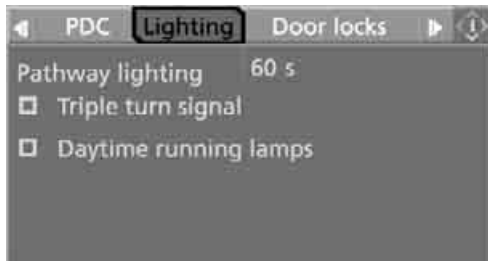 PDC Lighting Door locks
Pathway lighting 60 s
Triple turn signal
Daytime running lamps